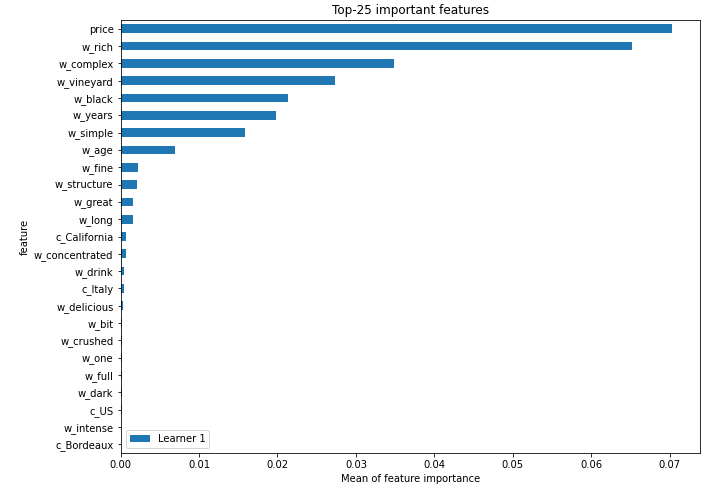 Top-25 important features
price
w_rich
w_complex
w_vineyard
w_black
w_years
w_simple
w_age
w_fine
w_structure
w_great
w_long
c_California
w_concentrated
w_drink
c_Italy
w_delicious
w_bit
w_crushed
w_one
w_full
w_dark
c_US
w_intense
c_Bordeaux
feature
Learner 1
0.00 0.01 0.02 0.03 0.04 0.05 0.06 0.07
Mean of feature importance